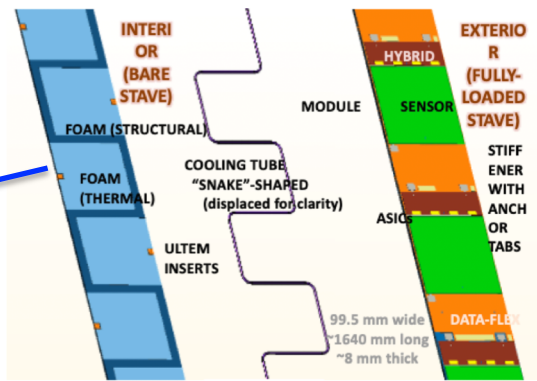 INTERI
OR
(BARE
STAVE)
FOAM (STRUCTURAL)
FOAM
(THERMAL)
ULTEM
INSERTS
COOLING TUBE
“SNAKE”-SHAPED
(displaced for clarity)
MODULE
HYBRID
SENSOR
ASICs
EXTERIO
R
(FULLY-
LOADED
STAVE)
STIFF
ENER
WITH
ANCH
OR
TABS
DATA-FLEX
99.5 mm wide
~1640 mm long
~8 mm thick